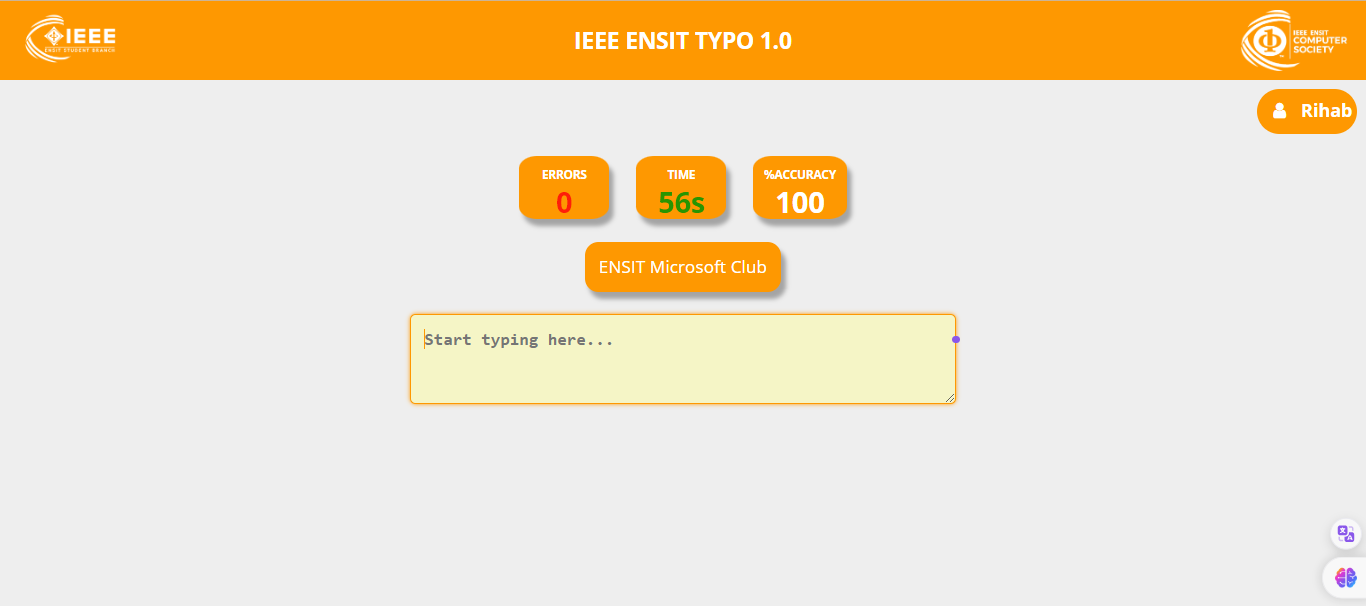 IEEE
ENSIT STUDENT BRANCH
IEEE ENSIT TYPO 1.0
IEEE ENSIT
COMPUTER
SOCIETY
Rihab
ERRORS
0
TIME
56s
%ACCURACY
100
ENSIT Microsoft Club
Start typing here...